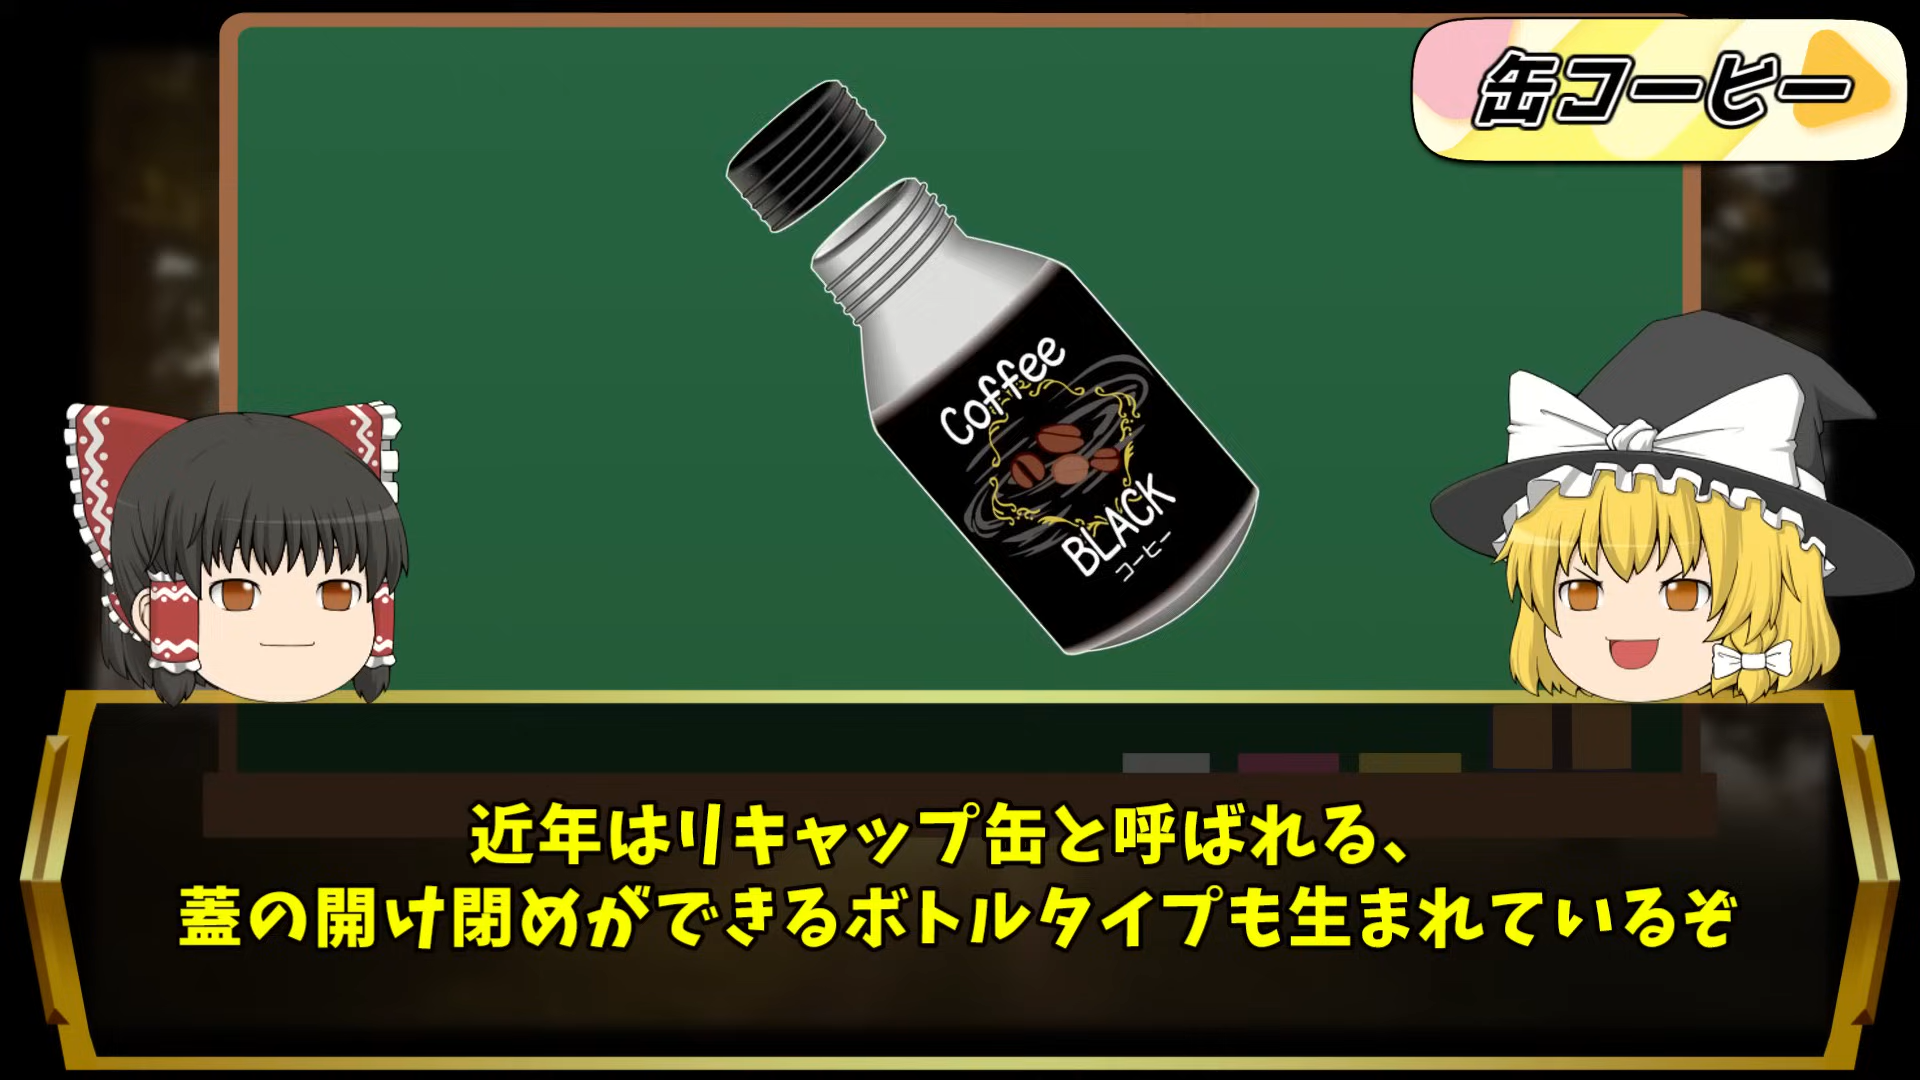 缶コーヒー
Coffee
BLACK
コーヒー
近年はリキャップ缶と呼ばれる、
蓋の開け閉めができるボトルタイプも生まれているぞ